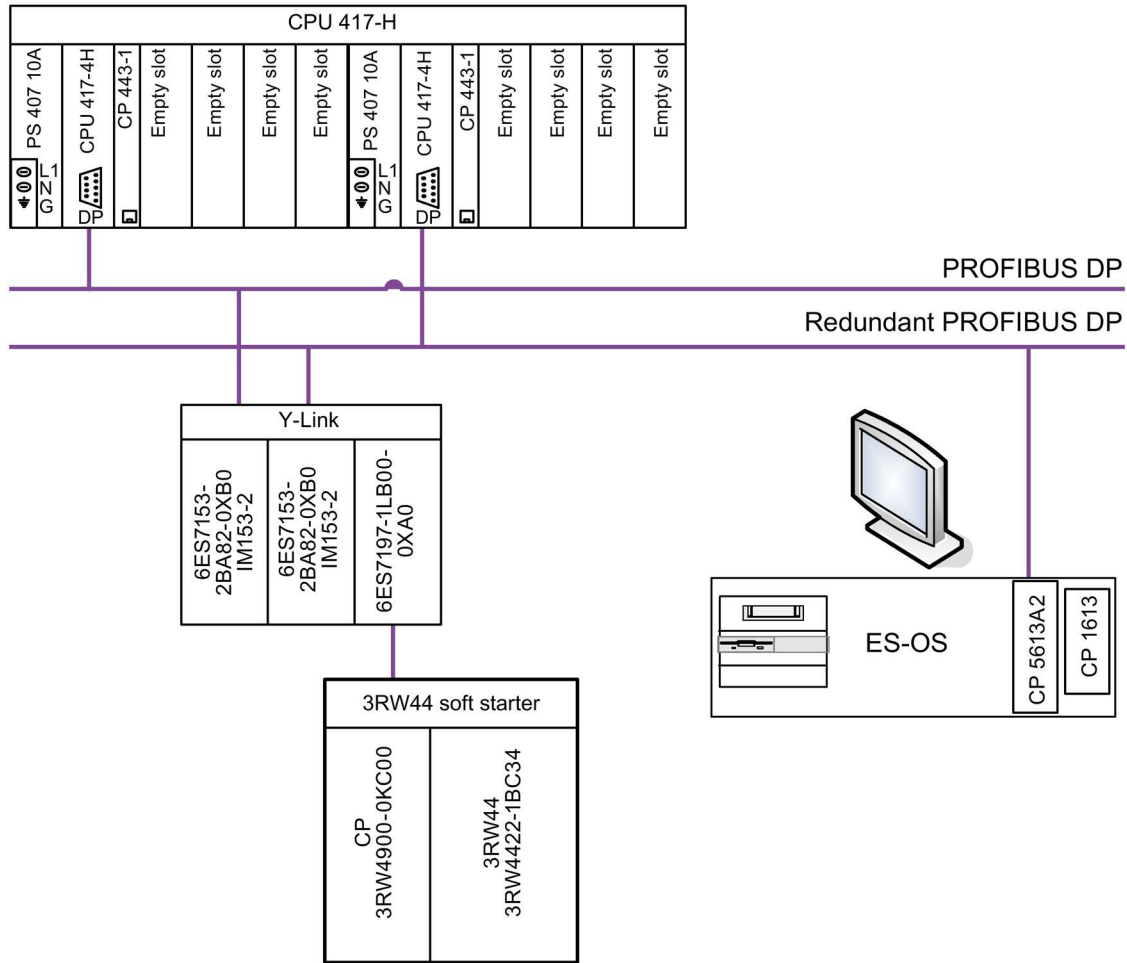 CPU 417-H
PS 407 10A
L1
N
G
CPU 417-4H
DP
CP 443-1
Empty slot
Empty slot
Empty slot
Empty slot
PS 407 10A
L1
N
G
CPU 417-4H
DP
CP 443-1
Empty slot
Empty slot
Empty slot
Empty slot
PROFIBUS DP
Redundant PROFIBUS DP
Y-Link
6ES7153-
2BA82-0XB0
IM153-2
6ES7153-
2BA82-0XB0
IM153-2
6ES7197-1LB00-
0XA0
ES-OS
CP 5613A2
CP 1613
3RW44 soft starter
CP
3RW4900-0KC00
3RW44
3RW4422-1BC34